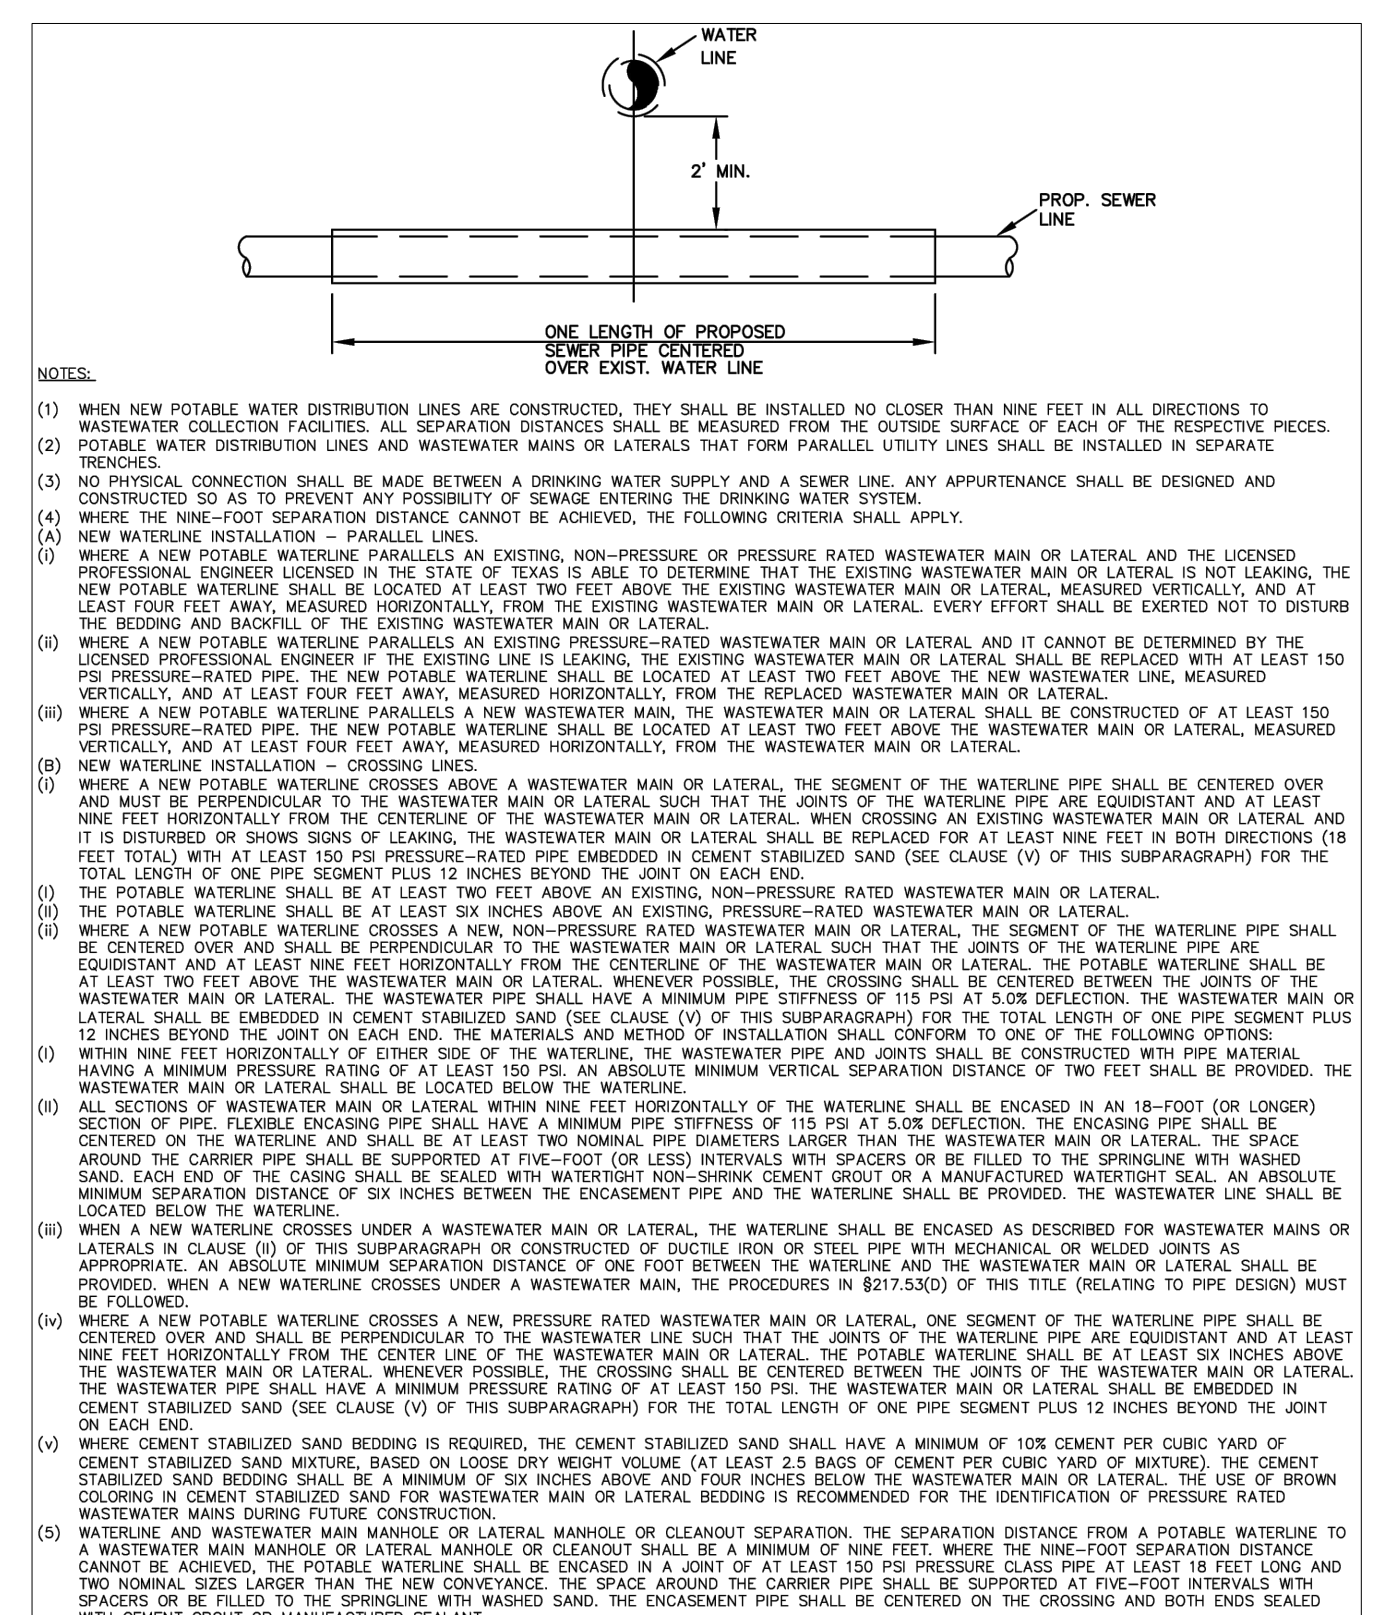 WATER
LINE
2' MIN.
PROP. SEWER
LINE
ONE LENGTH OF PROPOSED
SEWER PIPE CENTERED
OVER EXIST. WATER LINE
NOTES:
(1) WHEN NEW POTABLE WATER DISTRIBUTION LINES ARE CONSTRUCTED, THEY SHALL BE INSTALLED NO CLOSER THAN NINE FEET IN ALL DIRECTIONS TO
WASTEWATER COLLECTION FACILITIES. ALL SEPARATION DISTANCES SHALL BE MEASURED FROM THE OUTSIDE SURFACE OF EACH OF THE RESPECTIVE PIECES.
(2) POTABLE WATER DISTRIBUTION LINES AND WASTEWATER MAINS OR LATERALS THAT FORM PARALLEL UTILITY LINES SHALL BE INSTALLED IN SEPARATE
TRENCHES.
(3) NO PHYSICAL CONNECTION SHALL BE MADE BETWEEN A DRINKING WATER SUPPLY AND A SEWER LINE. ANY APPURTENANCE SHALL BE DESIGNED AND
CONSTRUCTED SO AS TO PREVENT ANY POSSIBILITY OF SEWAGE ENTERING THE DRINKING WATER SYSTEM.
(4) WHERE THE NINE-FOOT SEPARATION DISTANCE CANNOT BE ACHIEVED, THE FOLLOWING CRITERIA SHALL APPLY.
(A) NEW WATERLINE INSTALLATION – PARALLEL LINES.
(i) WHERE A NEW POTABLE WATERLINE PARALLELS AN EXISTING, NON-PRESSURE OR PRESSURE RATED WASTEWATER MAIN OR LATERAL AND THE LICENSED
PROFESSIONAL ENGINEER LICENSED IN THE STATE OF TEXAS IS ABLE TO DETERMINE THAT THE EXISTING WASTEWATER MAIN OR LATERAL IS NOT LEAKING, THE
NEW POTABLE WATERLINE SHALL BE LOCATED AT LEAST TWO FEET ABOVE THE EXISTING WASTEWATER MAIN OR LATERAL, MEASURED VERTICALLY, AND AT
LEAST FOUR FEET AWAY, MEASURED HORIZONTALLY, FROM THE EXISTING WASTEWATER MAIN OR LATERAL. EVERY EFFORT SHALL BE EXERTED NOT TO DISTURB
THE BEDDING AND BACKFILL OF THE EXISTING WASTEWATER MAIN OR LATERAL.
(ii) WHERE A NEW POTABLE WATERLINE PARALLELS AN EXISTING PRESSURE-RATED WASTEWATER MAIN OR LATERAL AND IT CANNOT BE DETERMINED BY THE
LICENSED PROFESSIONAL ENGINEER IF THE EXISTING LINE IS LEAKING, THE EXISTING WASTEWATER MAIN OR LATERAL SHALL BE REPLACED WITH AT LEAST 150
PSI PRESSURE-RATED PIPE. THE NEW POTABLE WATERLINE SHALL BE LOCATED AT LEAST TWO FEET ABOVE THE NEW WASTEWATER LINE, MEASURED
VERTICALLY, AND AT LEAST FOUR FEET AWAY, MEASURED HORIZONTALLY, FROM THE REPLACED WASTEWATER MAIN OR LATERAL.
(iii) WHERE A NEW POTABLE WATERLINE PARALLELS A NEW WASTEWATER MAIN, THE WASTEWATER MAIN OR LATERAL SHALL BE CONSTRUCTED OF AT LEAST 150
PSI PRESSURE-RATED PIPE. THE NEW POTABLE WATERLINE SHALL BE LOCATED AT LEAST TWO FEET ABOVE THE WASTEWATER MAIN OR LATERAL, MEASURED
VERTICALLY, AND AT LEAST FOUR FEET AWAY, MEASURED HORIZONTALLY, FROM THE WASTEWATER MAIN OR LATERAL.
(B) NEW WATERLINE INSTALLATION – CROSSING LINES.
(i) WHERE A NEW POTABLE WATERLINE CROSSES ABOVE A WASTEWATER MAIN OR LATERAL, THE SEGMENT OF THE WATERLINE PIPE SHALL BE CENTERED OVER
AND MUST BE PERPENDICULAR TO THE WASTEWATER MAIN OR LATERAL SUCH THAT THE JOINTS OF THE WATERLINE PIPE ARE EQUIDISTANT AND AT LEAST
NINE FEET HORIZONTALLY FROM THE CENTERLINE OF THE WASTEWATER MAIN OR LATERAL. WHEN CROSSING AN EXISTING WASTEWATER MAIN OR LATERAL AND
IT IS DISTURBED OR SHOWS SIGNS OF LEAKING, THE WASTEWATER MAIN OR LATERAL SHALL BE REPLACED FOR AT LEAST NINE FEET IN BOTH DIRECTIONS (18
FEET TOTAL) WITH AT LEAST 150 PSI PRESSURE-RATED PIPE EMBEDDED IN CEMENT STABILIZED SAND (SEE CLAUSE (V) OF THIS SUBPARAGRAPH) FOR THE
TOTAL LENGTH OF ONE PIPE SEGMENT PLUS 12 INCHES BEYOND THE JOINT ON EACH END.
(I) THE POTABLE WATERLINE SHALL BE AT LEAST TWO FEET ABOVE AN EXISTING, NON-PRESSURE RATED WASTEWATER MAIN OR LATERAL.
(II) THE POTABLE WATERLINE SHALL BE AT LEAST SIX INCHES ABOVE AN EXISTING, PRESSURE-RATED WASTEWATER MAIN OR LATERAL.
(ii) WHERE A NEW POTABLE WATERLINE CROSSES A NEW, NON-PRESSURE RATED WASTEWATER MAIN OR LATERAL, THE SEGMENT OF THE WATERLINE PIPE SHALL
BE CENTERED OVER AND SHALL BE PERPENDICULAR TO THE WASTEWATER MAIN OR LATERAL SUCH THAT THE JOINTS OF THE WATERLINE PIPE ARE
EQUIDISTANT AND AT LEAST NINE FEET HORIZONTALLY FROM THE CENTERLINE OF THE WASTEWATER MAIN OR LATERAL. THE POTABLE WATERLINE SHALL BE
AT LEAST TWO FEET ABOVE THE WASTEWATER MAIN OR LATERAL. WHENEVER POSSIBLE, THE CROSSING SHALL BE CENTERED BETWEEN THE JOINTS OF THE
WASTEWATER MAIN OR LATERAL. THE WASTEWATER PIPE SHALL HAVE A MINIMUM PIPE STIFFNESS OF 115 PSI AT 5.0% DEFLECTION. THE WASTEWATER MAIN OR
LATERAL SHALL BE EMBEDDED IN CEMENT STABILIZED SAND (SEE CLAUSE (V) OF THIS SUBPARAGRAPH) FOR THE TOTAL LENGTH OF ONE PIPE SEGMENT PLUS
12 INCHES BEYOND THE JOINT ON EACH END. THE MATERIALS AND METHOD OF INSTALLATION SHALL CONFORM TO ONE OF THE FOLLOWING OPTIONS:
(I) WITHIN NINE FEET HORIZONTALLY OF EITHER SIDE OF THE WATERLINE, THE WASTEWATER PIPE AND JOINTS SHALL BE CONSTRUCTED WITH PIPE MATERIAL
HAVING A MINIMUM PRESSURE RATING OF AT LEAST 150 PSI. AN ABSOLUTE MINIMUM VERTICAL SEPARATION DISTANCE OF TWO FEET SHALL BE PROVIDED. THE
WASTEWATER MAIN OR LATERAL SHALL BE LOCATED BELOW THE WATERLINE.
(II) ALL SECTIONS OF WASTEWATER MAIN OR LATERAL WITHIN NINE FEET HORIZONTALLY OF THE WATERLINE SHALL BE ENCASED IN AN 18-FOOT (OR LONGER)
SECTION OF PIPE. FLEXIBLE ENCASING PIPE SHALL HAVE A MINIMUM PIPE STIFFNESS OF 115 PSI AT 5.0% DEFLECTION. THE ENCASING PIPE SHALL BE
CENTERED ON THE WATERLINE AND SHALL BE AT LEAST TWO NOMINAL PIPE DIAMETERS LARGER THAN THE WASTEWATER MAIN OR LATERAL. THE SPACE
AROUND THE CARRIER PIPE SHALL BE SUPPORTED AT FIVE-FOOT (OR LESS) INTERVALS WITH SPACERS OR BE FILLED TO THE SPRINGLINE WITH WASHED
SAND. EACH END OF THE CASING SHALL BE SEALED WITH WATERTIGHT NON-SHRINK CEMENT GROUT OR A MANUFACTURED WATERTIGHT SEAL. AN ABSOLUTE
MINIMUM SEPARATION DISTANCE OF SIX INCHES BETWEEN THE ENCASEMENT PIPE AND THE WATERLINE SHALL BE PROVIDED. THE WASTEWATER LINE SHALL BE
LOCATED BELOW THE WATERLINE.
(iii) WHEN A NEW WATERLINE CROSSES UNDER A WASTEWATER MAIN OR LATERAL, THE WATERLINE SHALL BE ENCASED AS DESCRIBED FOR WASTEWATER MAINS OR
LATERALS IN CLAUSE (II) OF THIS SUBPARAGRAPH OR CONSTRUCTED OF DUCTILE IRON OR STEEL PIPE WITH MECHANICAL OR WELDED JOINTS AS
APPROPRIATE. AN ABSOLUTE MINIMUM SEPARATION DISTANCE OF ONE FOOT BETWEEN THE WATERLINE AND THE WASTEWATER MAIN OR LATERAL SHALL BE
PROVIDED. WHEN A NEW WATERLINE CROSSES UNDER A WASTEWATER MAIN, THE PROCEDURES IN §217.53(D) OF THIS TITLE (RELATING TO PIPE DESIGN) MUST
BE FOLLOWED.
(iv) WHERE A NEW POTABLE WATERLINE CROSSES A NEW, PRESSURE RATED WASTEWATER MAIN OR LATERAL, ONE SEGMENT OF THE WATERLINE PIPE SHALL BE
CENTERED OVER AND SHALL BE PERPENDICULAR TO THE WASTEWATER LINE SUCH THAT THE JOINTS OF THE WATERLINE PIPE ARE EQUIDISTANT AND AT LEAST
NINE FEET HORIZONTALLY FROM THE CENTER LINE OF THE WASTEWATER MAIN OR LATERAL. THE POTABLE WATERLINE SHALL BE AT LEAST SIX INCHES ABOVE
THE WASTEWATER MAIN OR LATERAL. WHENEVER POSSIBLE, THE CROSSING SHALL BE CENTERED BETWEEN THE JOINTS OF THE WASTEWATER MAIN OR LATERAL.
THE WASTEWATER PIPE SHALL HAVE A MINIMUM PRESSURE RATING OF AT LEAST 150 PSI. THE WASTEWATER MAIN OR LATERAL SHALL BE EMBEDDED IN
CEMENT STABILIZED SAND (SEE CLAUSE (V) OF THIS SUBPARAGRAPH) FOR THE TOTAL LENGTH OF ONE PIPE SEGMENT PLUS 12 INCHES BEYOND THE JOINT
ON EACH END.
(v) WHERE CEMENT STABILIZED SAND BEDDING IS REQUIRED, THE CEMENT STABILIZED SAND SHALL HAVE A MINIMUM OF 10% CEMENT PER CUBIC YARD OF
CEMENT STABILIZED SAND MIXTURE, BASED ON LOOSE DRY WEIGHT VOLUME (AT LEAST 2.5 BAGS OF CEMENT PER CUBIC YARD OF MIXTURE). THE CEMENT
STABILIZED SAND BEDDING SHALL BE A MINIMUM OF SIX INCHES ABOVE AND FOUR INCHES BELOW THE WASTEWATER MAIN OR LATERAL. THE USE OF BROWN
COLORING IN CEMENT STABILIZED SAND FOR WASTEWATER MAIN OR LATERAL BEDDING IS RECOMMENDED FOR THE IDENTIFICATION OF PRESSURE RATED
WASTEWATER MAINS DURING FUTURE CONSTRUCTION.
(5) WATERLINE AND WASTEWATER MAIN MANHOLE OR LATERAL MANHOLE OR CLEANOUT SEPARATION. THE SEPARATION DISTANCE FROM A POTABLE WATERLINE TO
A WASTEWATER MAIN MANHOLE OR LATERAL MANHOLE OR CLEANOUT SHALL BE A MINIMUM OF NINE FEET. WHERE THE NINE-FOOT SEPARATION DISTANCE
CANNOT BE ACHIEVED, THE POTABLE WATERLINE SHALL BE ENCASED IN A JOINT OF AT LEAST 150 PSI PRESSURE CLASS PIPE AT LEAST 18 FEET LONG AND
TWO NOMINAL SIZES LARGER THAN THE NEW CONVEYANCE. THE SPACE AROUND THE CARRIER PIPE SHALL BE SUPPORTED AT FIVE-FOOT INTERVALS WITH
SPACERS OR BE FILLED TO THE SPRINGLINE WITH WASHED SAND. THE ENCASEMENT PIPE SHALL BE CENTERED ON THE CROSSING AND BOTH ENDS SEALED
WITH CEMENT GROUT OR MANUFACTURED SEALANT.